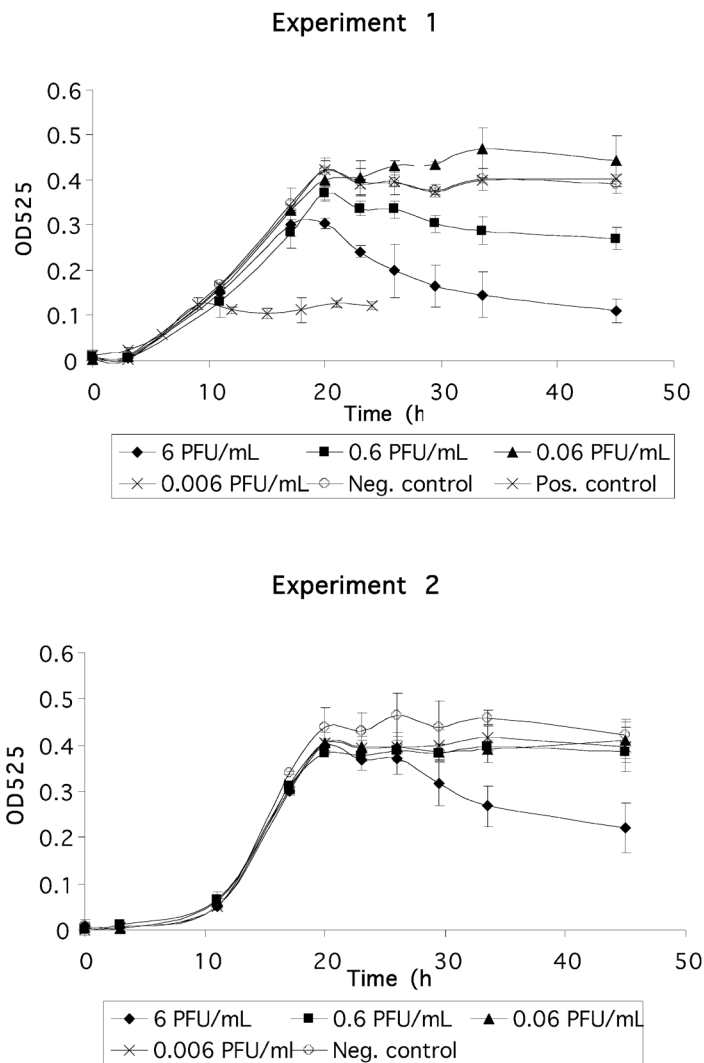 Experiment 1
0.6
0.5
0.4
0.3
0.2
0.1
0
OD525
0 10 20 30 40 50
Time (h
6 PFU/mL 0.6 PFU/mL 0.06 PFU/mL
0.006 PFU/mL Neg. control Pos. control
Experiment 2
0.6
0.5
0.4
0.3
0.2
0.1
0
OD525
0 10 20 30 40 50
Time (h
6 PFU/mL 0.6 PFU/mL 0.06 PFU/mL
0.006 PFU/ml Neg. control